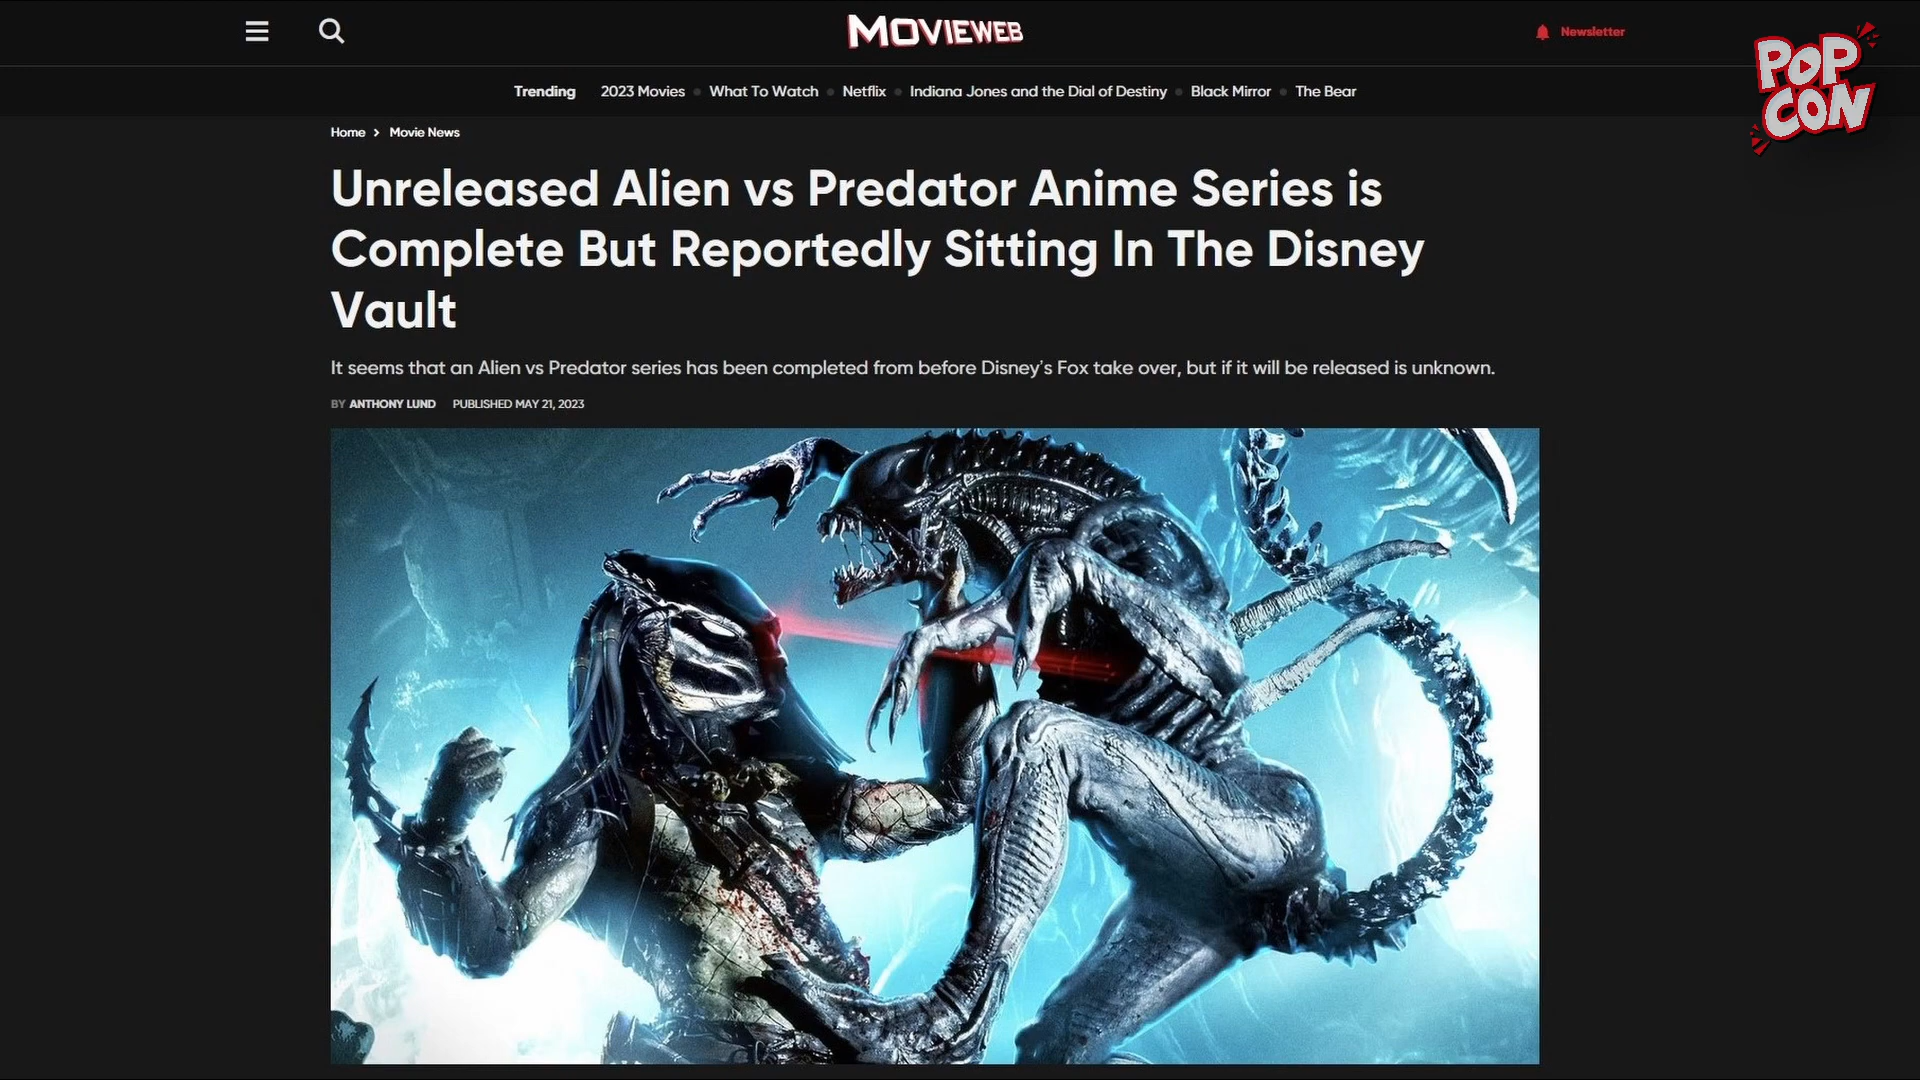 MOVIEWEB
Newsletter
POP
CON
Trending 2023 Movies What To Watch Netflix Indiana Jones and the Dial of Destiny Black Mirror The Bear
Home > Movie News
Unreleased Alien vs Predator Anime Series is
Complete But Reportedly Sitting In The Disney
Vault
It seems that an Alien vs Predator series has been completed from before Disney's Fox take over, but if it will be released is unknown.
BY ANTHONY LUND PUBLISHED MAY 21, 2023